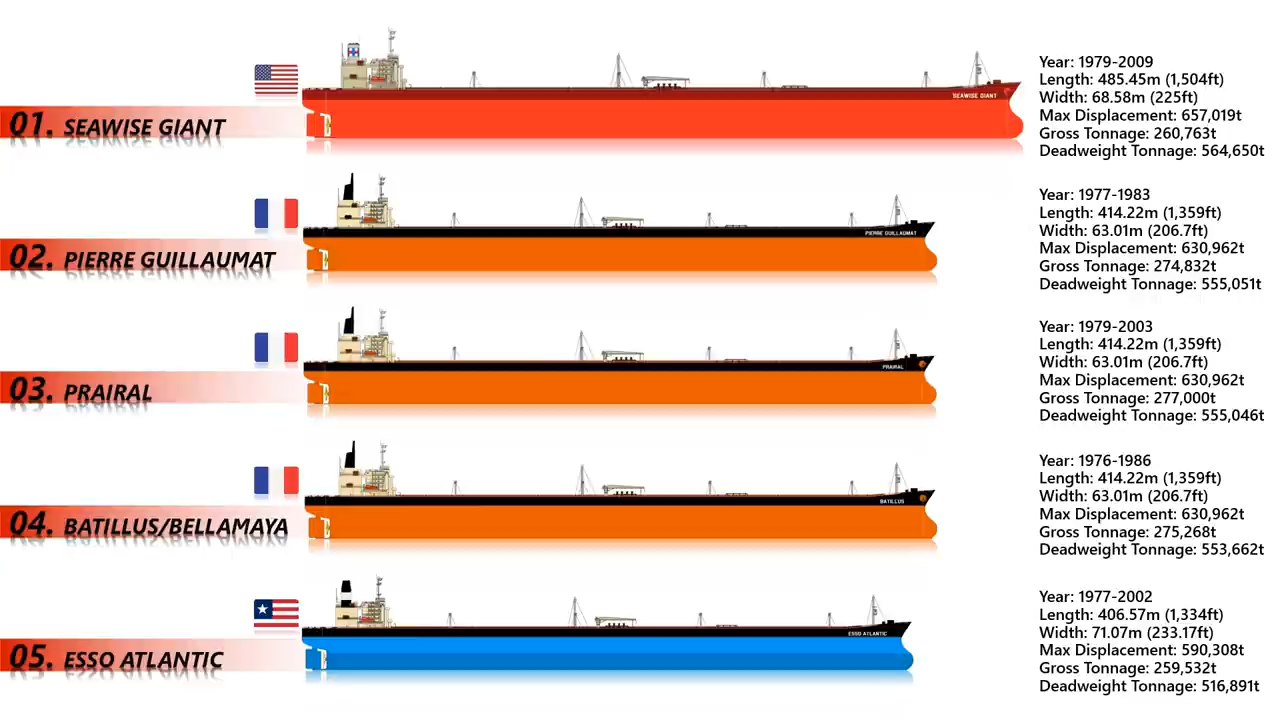 01. SEAWISE GIANT
SEAWISE GIANT
Year: 1979-2009
Length: 485.45m (1,504ft)
Width: 68.58m (225ft)
Max Displacement: 657,019t
Gross Tonnage: 260,763t
Deadweight Tonnage: 564,650t
02. PIERRE GUILLAUMAT
PIERRE GUILLAUMAT
Year: 1977-1983
Length: 414.22m (1,359ft)
Width: 63.01m (206.7ft)
Max Displacement: 630,962t
Gross Tonnage: 274,832t
Deadweight Tonnage: 555,051t
03. PRAIRAL
PRAIRAL
Year: 1979-2003
Length: 414.22m (1,359ft)
Width: 63.01m (206.7ft)
Max Displacement: 630,962t
Gross Tonnage: 277,000t
Deadweight Tonnage: 555,046t
04. BATILLUS/BELLAMAYA
BATILLUS
Year: 1976-1986
Length: 414.22m (1,359ft)
Width: 63.01m (206.7ft)
Max Displacement: 630,962t
Gross Tonnage: 275,268t
Deadweight Tonnage: 553,662t
05. ESSO ATLANTIC
ESSO ATLANTIC
Year: 1977-2002
Length: 406.57m (1,334ft)
Width: 71.07m (233.17ft)
Max Displacement: 590,308t
Gross Tonnage: 259,532t
Deadweight Tonnage: 516,891t